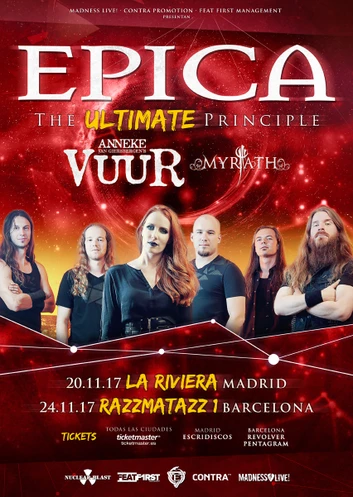 MADNESS LIVE! · CONTRA PROMOTION · FEAT FIRST MANAGEMENT
PRESENTAN
EPICA
THE ULTIMATE PRINCIPLE
ANNEKE
VAN GIERSBERGEN'S
VUUR
MYRATH
20.11.17 LA RIVIERA MADRID
24.11.17 RAZZMATAZZ 1 BARCELONA
TICKETS
TODAS LAS CIUDADES
ticketmaster
ticketmaster.es
MADRID
ESCRIDISCOS
BARCELONA
REVOLVER
PENTAGRAM
NUCLEAR BLAST
FEAT FIRST
E
CONTRA
MADNESS LIVE!